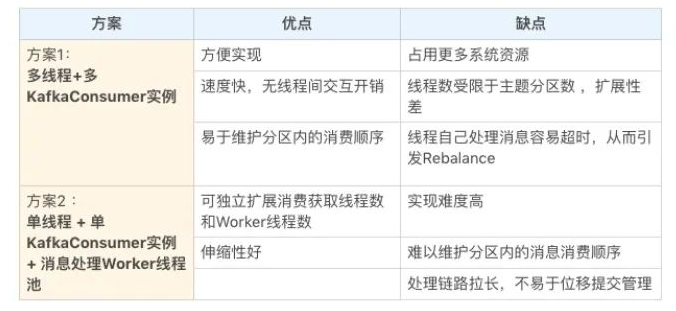 方案 优点 缺点
方案1:
多线程+多
KafkaConsumer实例
方便实现
占用更多系统资源
速度快，无线程间交互开销
线程数受限于主题分区数 ，扩展性
差
易于维护分区内的消费顺序
线程自己处理消息容易超时，从而引
发Rebalance
方案2 ：
单线程 + 单
KafkaConsumer实例
+ 消息处理Worker线程
池
可独立扩展消费获取线程数
和Worker线程数
实现难度高
伸缩性好
难以维护分区内的消息消费顺序
处理链路拉长，不易于位移提交管理